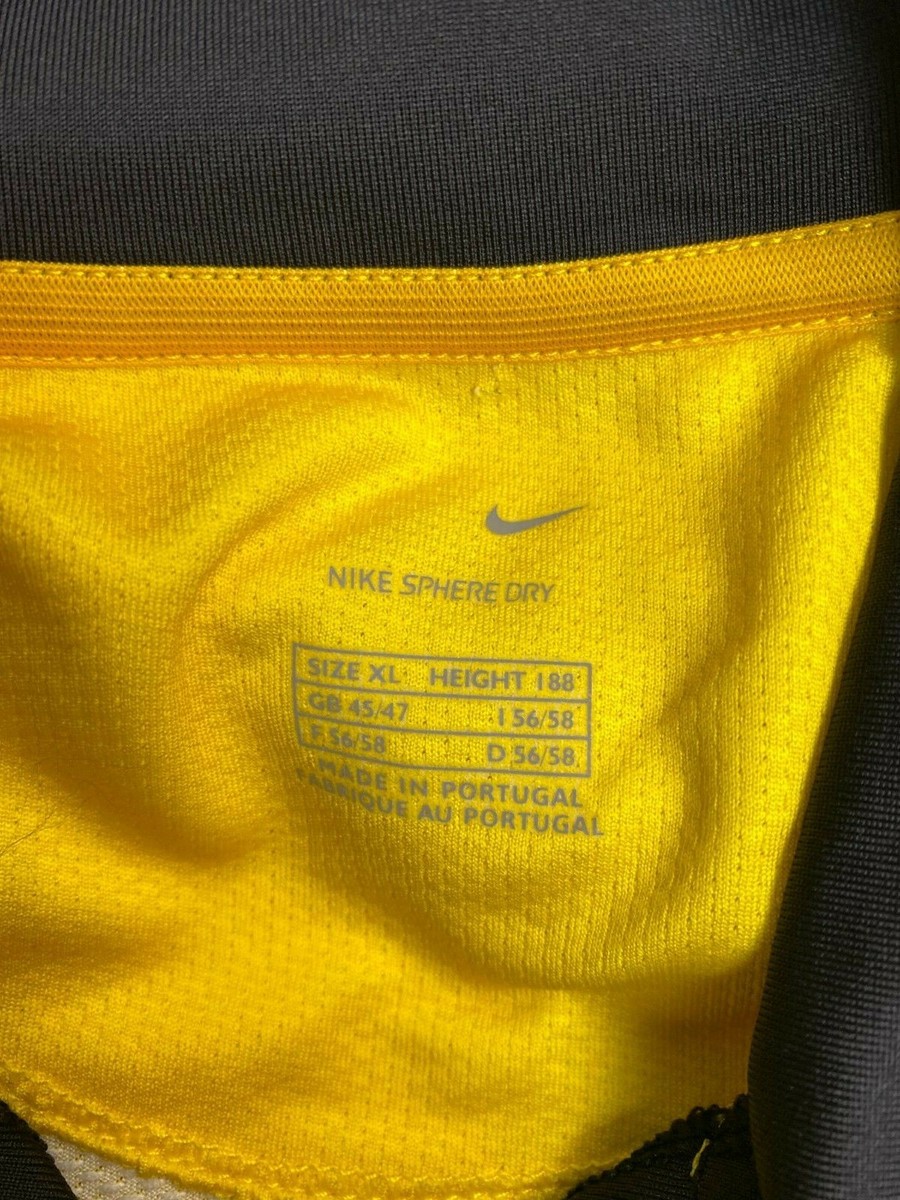 NIKE SPHERE DRY
SIZE XL HEIGHT 188
GB 45/47 I 56/58
F 56/58 D 56/58
MADE IN PORTUGAL
FABRIQUE AU PORTUGAL